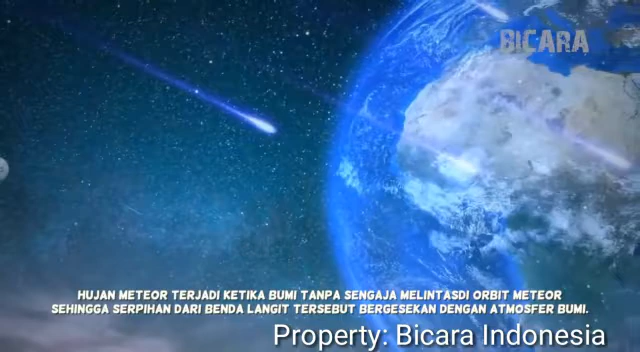 BICARA
HUJAN METEOR TERJADI KETIKA BUMI TANPA SENGAJA MELINTASDI ORBIT METEOR
SEHINGGA SERPIHAN DARI BENDA LANGIT TERSEBUT BERGESEKAN DENGAN ATMOSFER BUMI.
Property: Bicara Indonesia